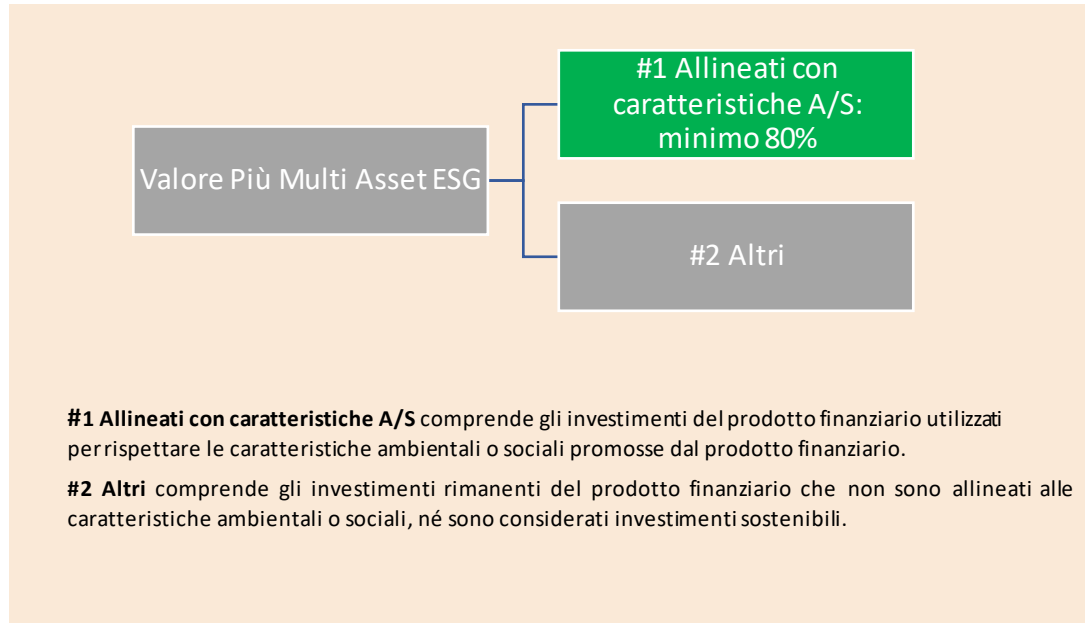 #1 Allineati con
caratteristiche A/S:
minimo 80%
Valore Più Multi Asset ESG
#2 Altri
#1 Allineati con caratteristiche A/S comprende gli investimenti del prodotto finanziario utilizzati
per rispettare le caratteristiche ambientali o sociali promosse dal prodotto finanziario.
#2 Altri comprende gli investimenti rimanenti del prodotto finanziario che non sono allineati alle
caratteristiche ambientali o sociali, né sono considerati investimenti sostenibili.